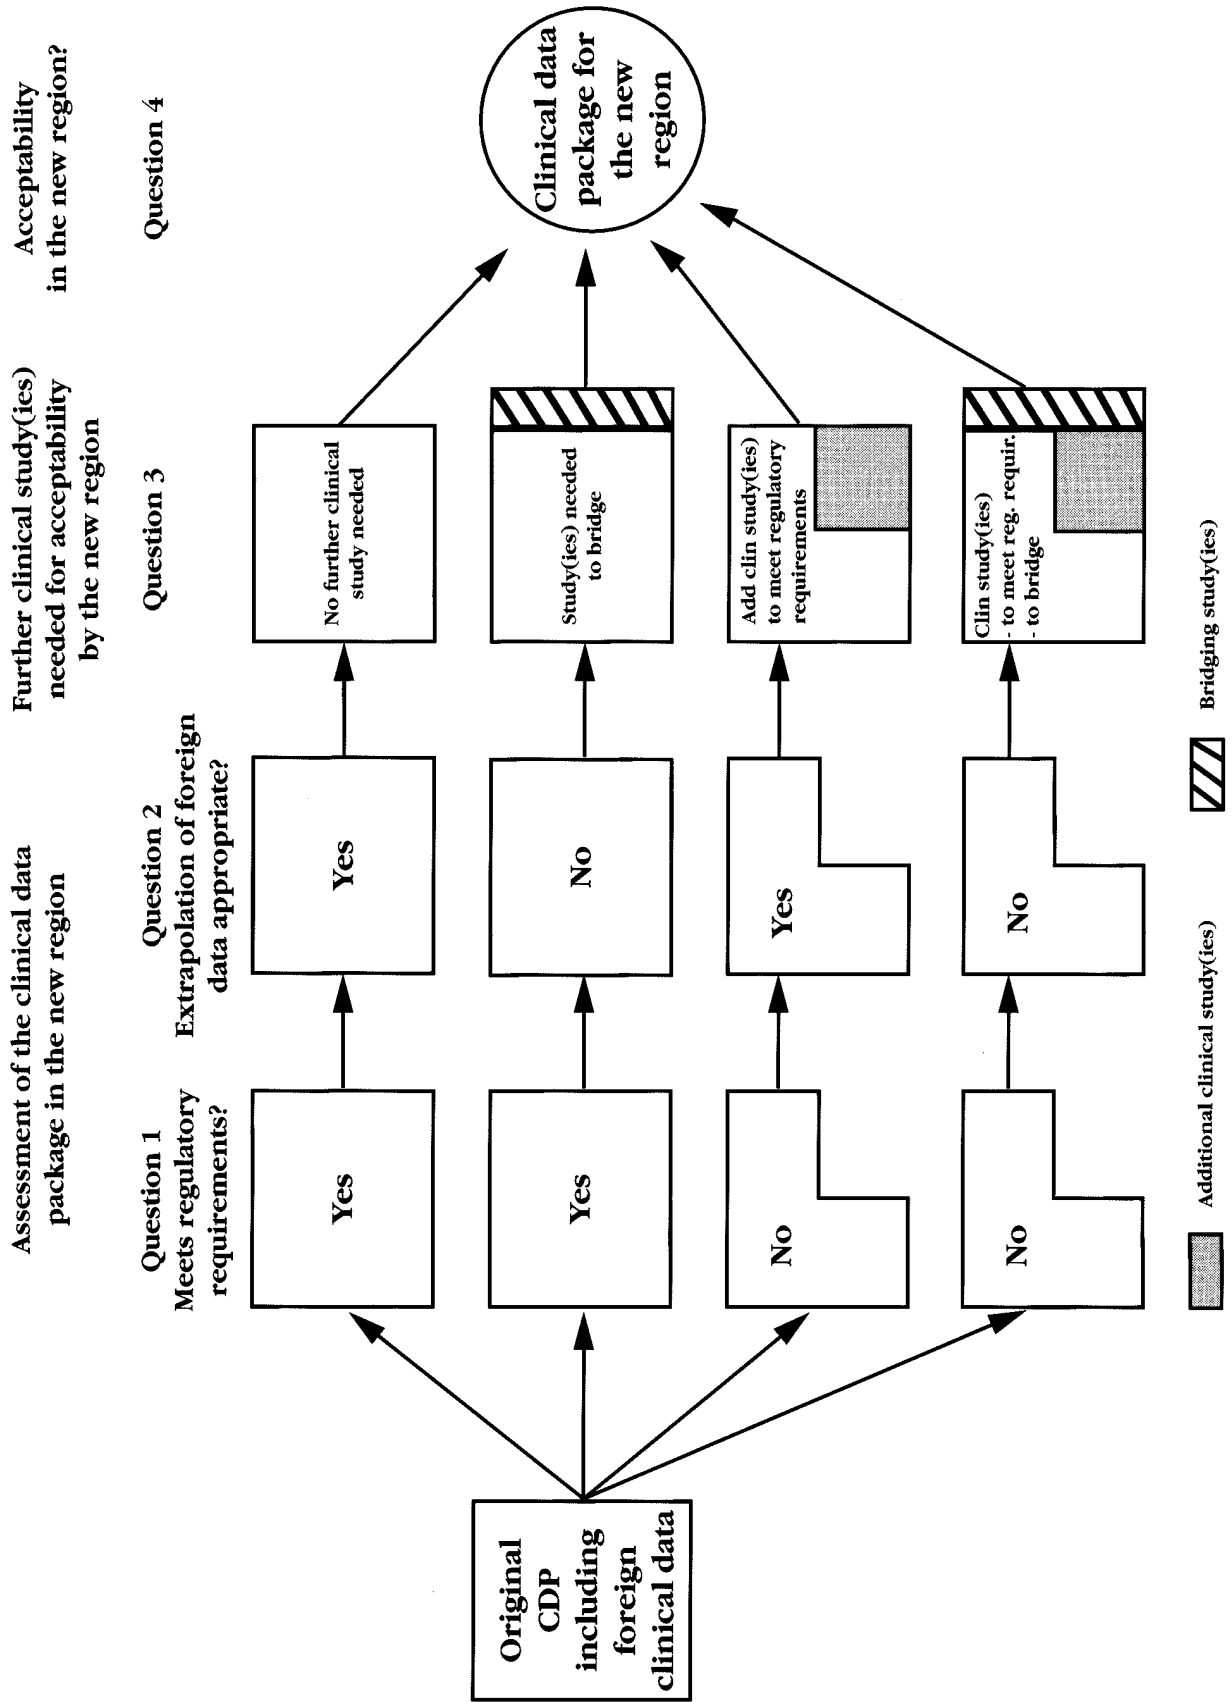 Assessment of the clinical data
package in the new region
Further clinical study(ies)
needed for acceptability
by the new region
Acceptability
in the new region?
Question 1
Meets regulatory
requirements?
Question 2
Extrapolation of foreign
data appropriate?
Question 3
Question 4
Original
CDP
including
foreign
clinical data
Yes
Yes
No further clinical
study needed
Yes
No
Study(ies) needed
to bridge
No
Yes
Add clin study(ies)
to meet regulatory
requirements
No
No
Clin study(ies)
- to meet reg. requir.
- to bridge
Clinical data
package for
the new
region
Additional clinical study(ies)
Bridging study(ies)